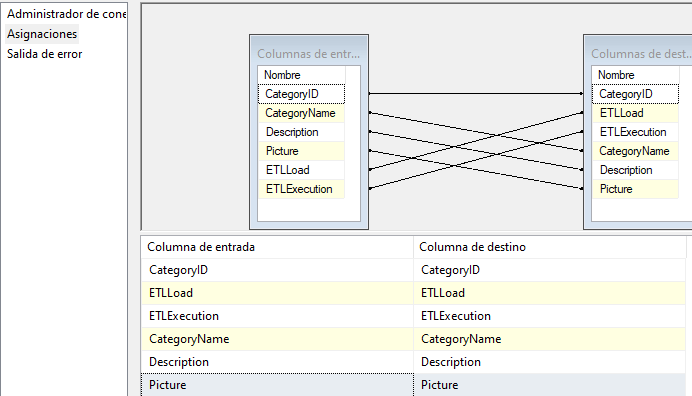 Administrador de cone
Asignaciones
Salida de error
Columnas de entr...
Nombre
CategoryID
CategoryName
Description
Picture
ETLLoad
ETLExecution
Columnas de dest...
Nombre
CategoryID
ETLLoad
ETLExecution
CategoryName
Description
Picture
Columna de entrada Columna de destino
CategoryID CategoryID
ETLLoad ETLLoad
ETLExecution ETLExecution
CategoryName CategoryName
Description Description
Picture Picture